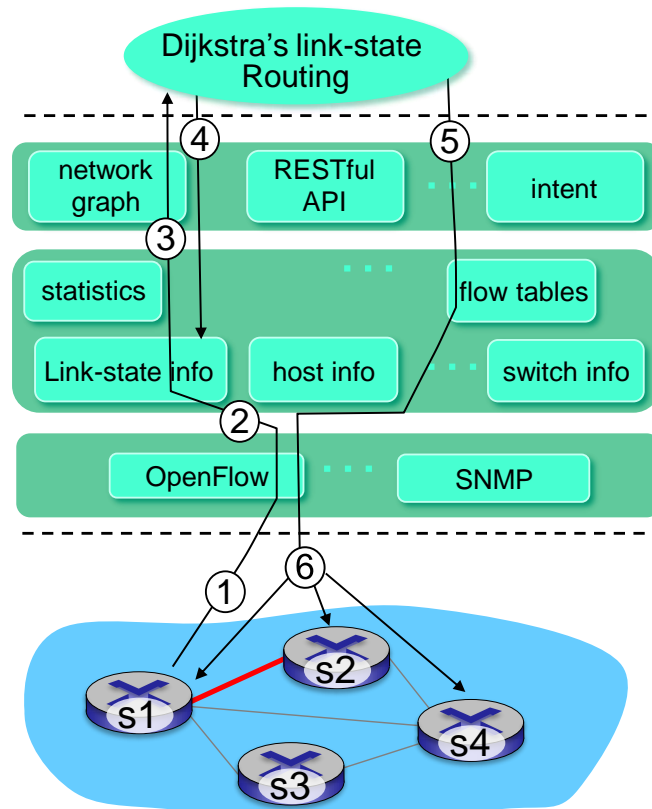 Dijkstra's link-state
Routing
4
5
network
graph
RESTful
API
intent
3
statistics
flow tables
Link-state info
host info
switch info
2
OpenFlow
SNMP
1
6
s2
s1
s4
s3